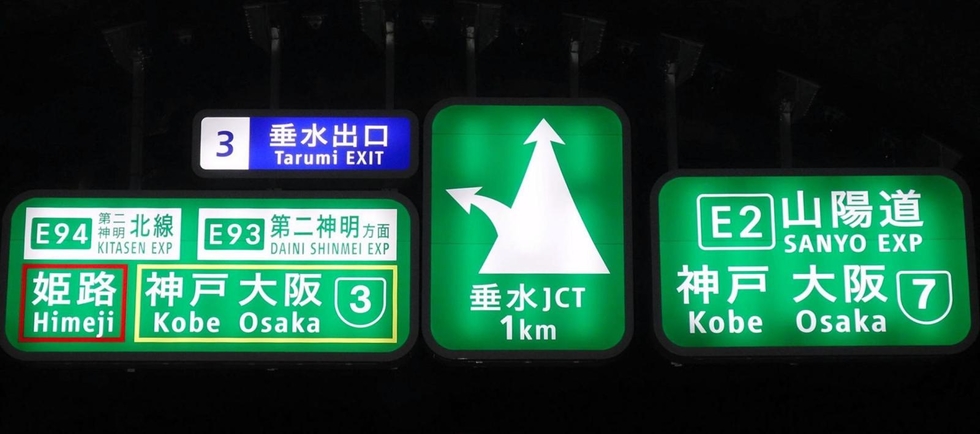 3 垂水出口
Tarumi EXIT
E94 第二神明北線
KITASEN EXP
E93 第二神明方面
DAINI SHINMEI EXP
姫路
Himeji
神戸 大阪 3
Kobe Osaka
垂水JCT
1km
E2 山陽道
SANYO EXP
神戸 大阪 7
Kobe Osaka